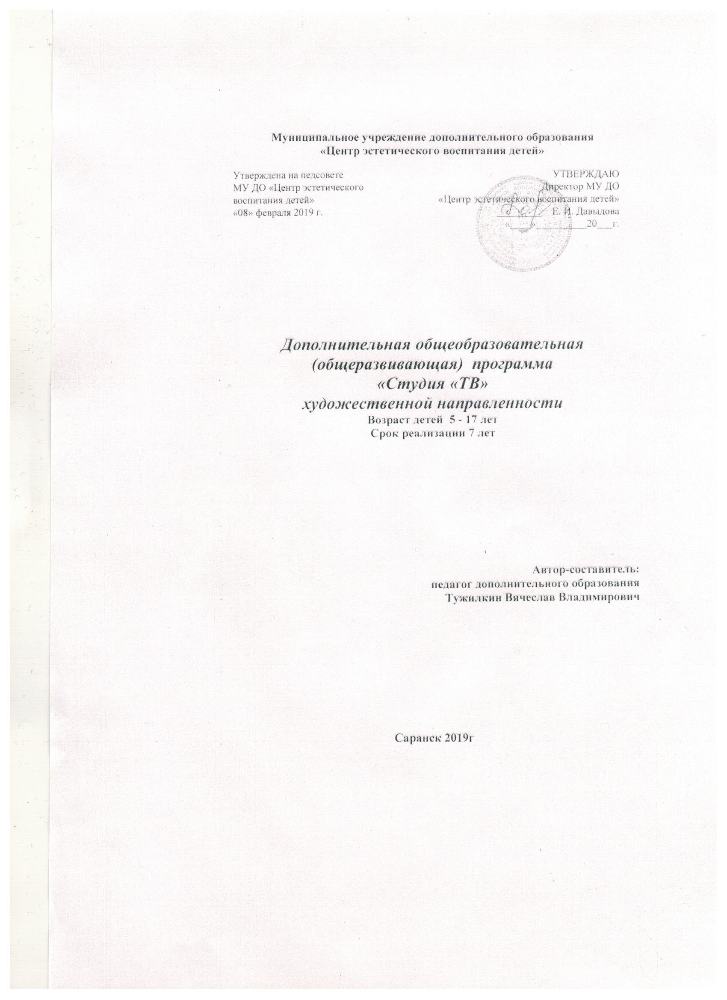 Муниципальное учреждение дополнительного образования
«Центр эстетического воспитания детей»
Утверждена на педсовете
МУ ДО «Центр эстетического
воспитания детей»
«08» февраля 2019 г.
УТВЕРЖДАЮ
Директор МУ ДО
«Центр эстетического воспитания детей»
Е. И. Давыдова
«____»__________20___г.
Дополнительная общеобразовательная
(общеразвивающая) программа
«Студия «ТВ»
художественной направленности
Возраст детей 5 - 17 лет
Срок реализации 7 лет
Автор-составитель:
педагог дополнительного образования
Тужилкин Вячеслав Владимирович
Саранск 2019г